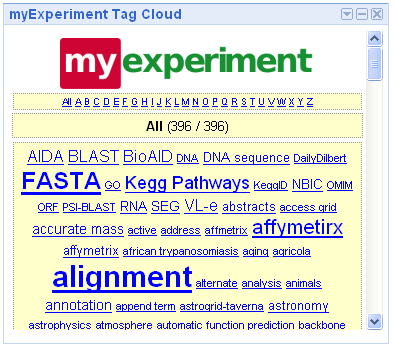 myExperiment Tag Cloud
my experiment
All A B C D E F G H I J K L M N O P Q R S T U V W X Y Z
All (396 / 396)
AIDA BLAST BioAID DNA DNA sequence DailyDilbert
FASTA GO Kegg Pathways KeggID NBIC OMIM
ORF PSI-BLAST RNA SEG VL-e abstracts access grid
accurate mass active address affmetrix affymetirx
affymetrix african trypanosomiasis aging agricola
alignment alternate analysis animals
annotation append term astrogrid-taverna astronomy
astrophysics atmosphere automatic function prediction backbone